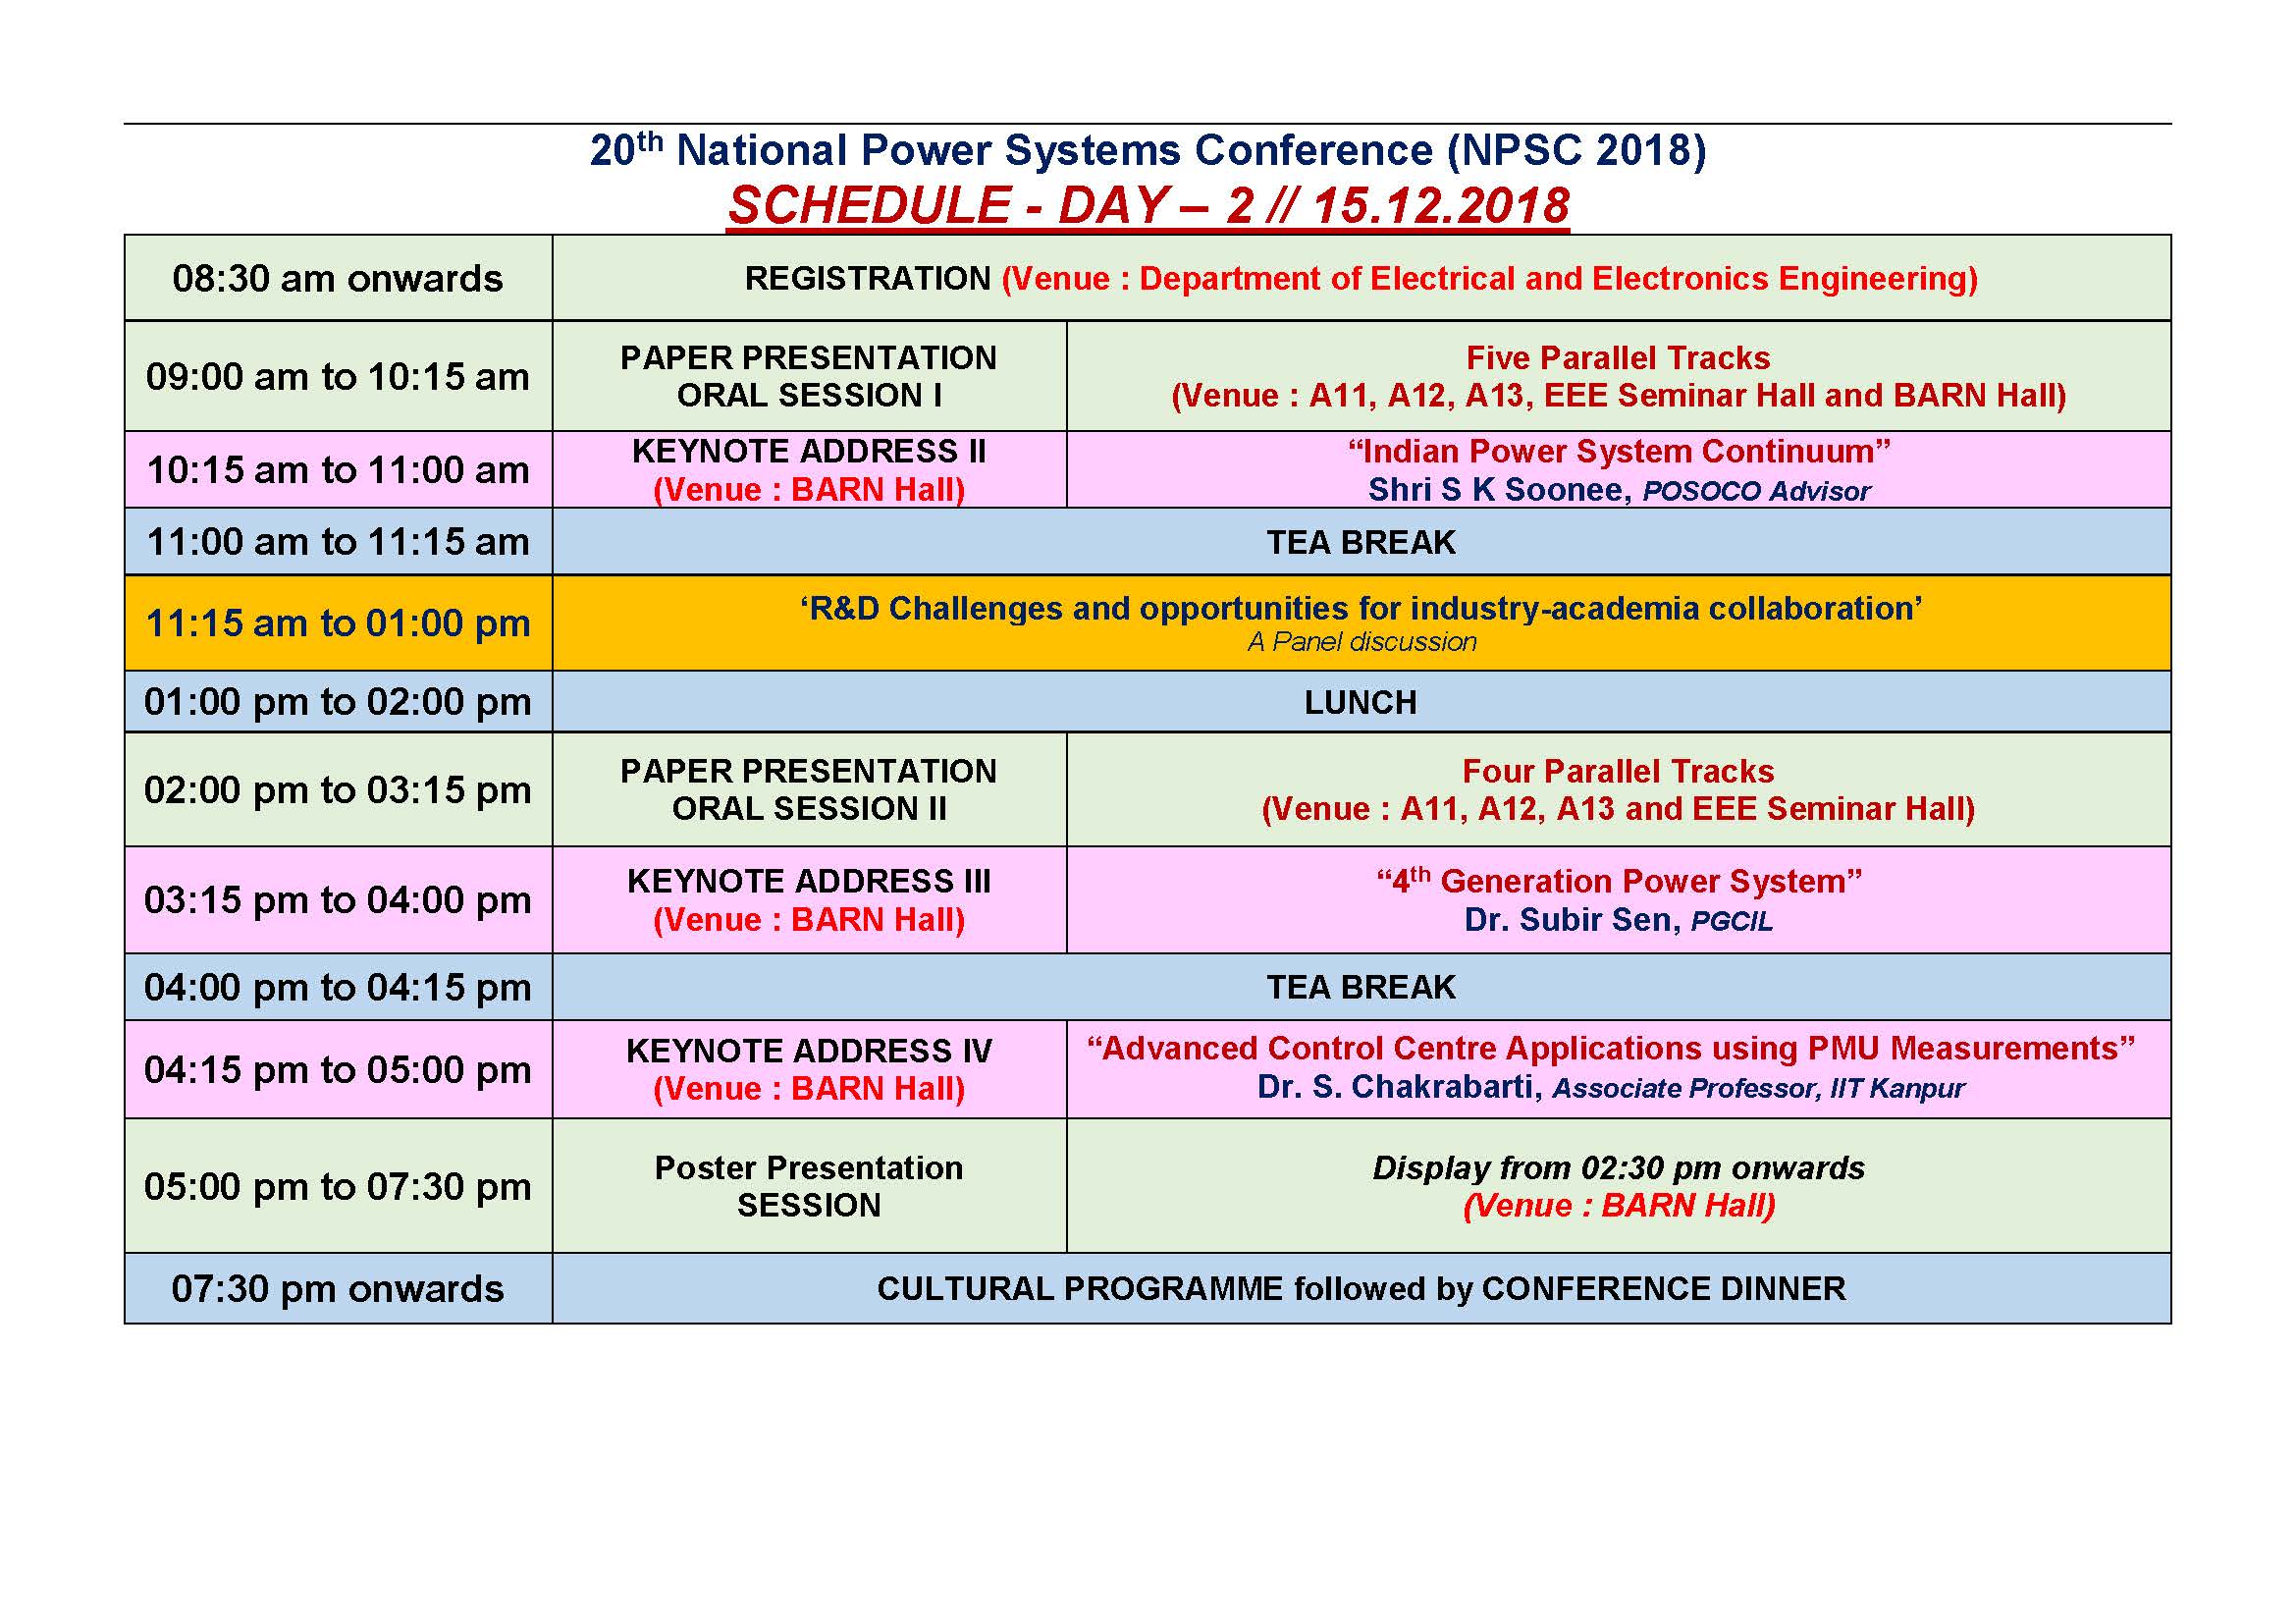 20th National Power Systems Conference (NPSC 2018)
SCHEDULE - DAY – 2 // 15.12.2018
08:30 am onwards
REGISTRATION (Venue : Department of Electrical and Electronics Engineering)
09:00 am to 10:15 am
PAPER PRESENTATION
ORAL SESSION I
Five Parallel Tracks
(Venue : A11, A12, A13, EEE Seminar Hall and BARN Hall)
10:15 am to 11:00 am
KEYNOTE ADDRESS II
(Venue : BARN Hall)
“Indian Power System Continuum”
Shri S K Soonee, POSOCO Advisor
11:00 am to 11:15 am
TEA BREAK
11:15 am to 01:00 pm
‘R&D Challenges and opportunities for industry-academia collaboration’
A Panel discussion
01:00 pm to 02:00 pm
LUNCH
02:00 pm to 03:15 pm
PAPER PRESENTATION
ORAL SESSION II
Four Parallel Tracks
(Venue : A11, A12, A13 and EEE Seminar Hall)
03:15 pm to 04:00 pm
KEYNOTE ADDRESS III
(Venue : BARN Hall)
“4th Generation Power System”
Dr. Subir Sen, PGCIL
04:00 pm to 04:15 pm
TEA BREAK
04:15 pm to 05:00 pm
KEYNOTE ADDRESS IV
(Venue : BARN Hall)
“Advanced Control Centre Applications using PMU Measurements”
Dr. S. Chakrabarti, Associate Professor, IIT Kanpur
05:00 pm to 07:30 pm
Poster Presentation
SESSION
Display from 02:30 pm onwards
(Venue : BARN Hall)
07:30 pm onwards
CULTURAL PROGRAMME followed by CONFERENCE DINNER